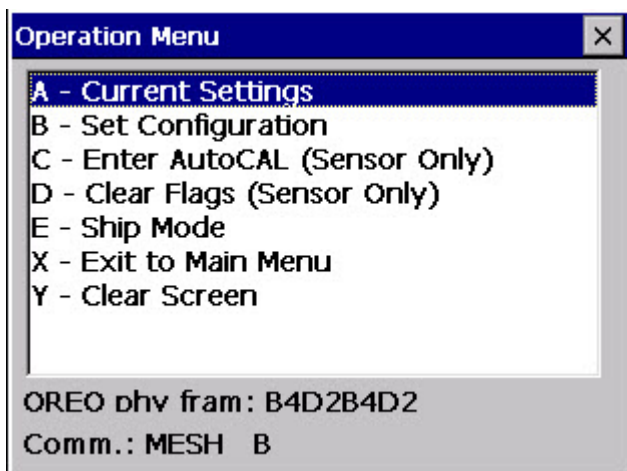 Operation Menu
A - Current Settings
B - Set Configuration
C - Enter AutoCAL (Sensor Only)
D - Clear Flags (Sensor Only)
E - Ship Mode
X - Exit to Main Menu
Y - Clear Screen
OREO phy fram: B4D2B4D2
Comm.: MESH B